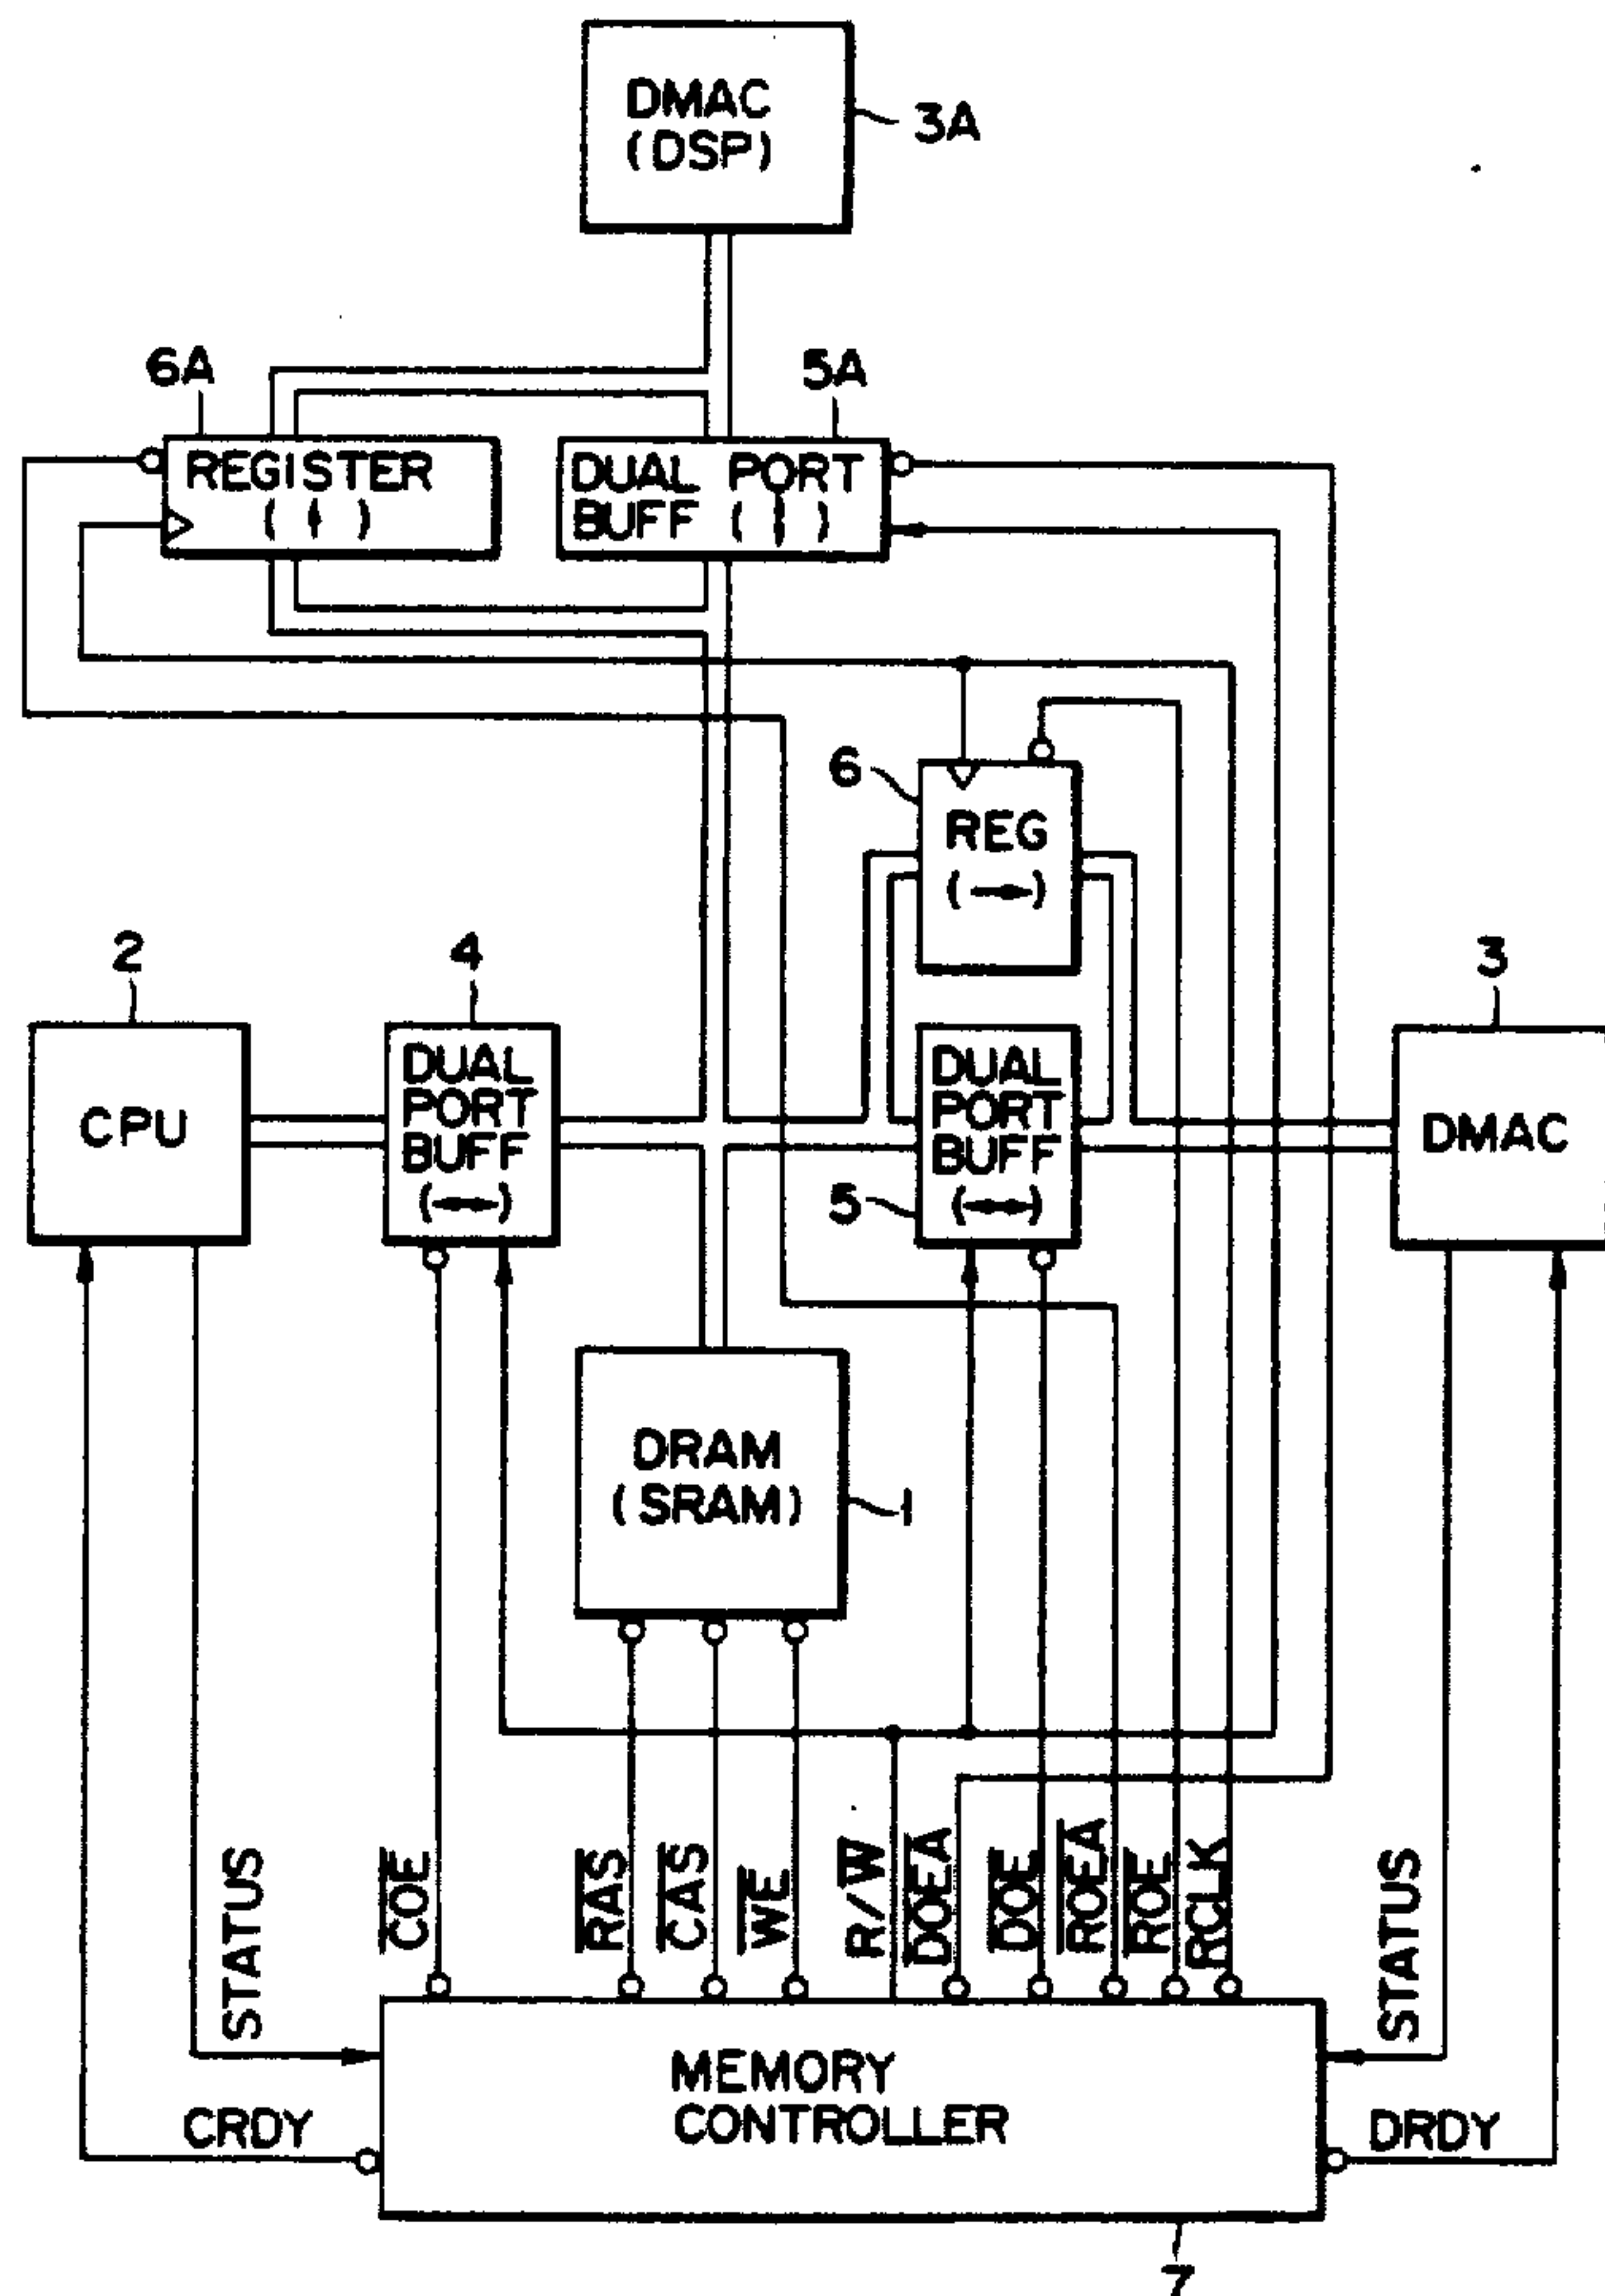 DMAC
(DSP)
3A
6A
5A
REGISTER
( )
DUAL PORT
BUFF ( )
6
REG
(→)
2
4
3
CPU
DUAL
PORT
BUFF
(↔)
DUAL
PORT
BUFF
(↔)
5
DMAC
DRAM
(SRAM)
1
STATUS
COE
RAS
CAS
WE
R/W
DOEA
DOE
ROEA
ROE
RCLK
STATUS
MEMORY
CONTROLLER
CRDY
DRDY
7